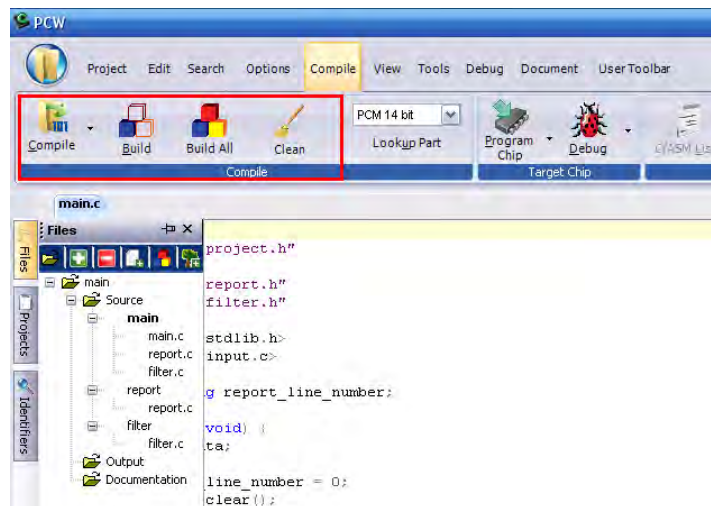 PCW
Project Edit Search Options Compile View Tools Debug Document User Toolbar
Compile Build Build All Clean PCM 14 bit Lookup Part Program Chip Debug
Compile Target Chip
main.c
Files
project.h"
main
report.h"
Source
filter.h"
main
main.c
stdlib.h>
report.c
input.c>
filter.c
report
g report_line_number;
report.c
filter
void) {
filter.c
ta;
Output
Documentation
line_number = 0;
clear();
Files
Projects
Identifiers